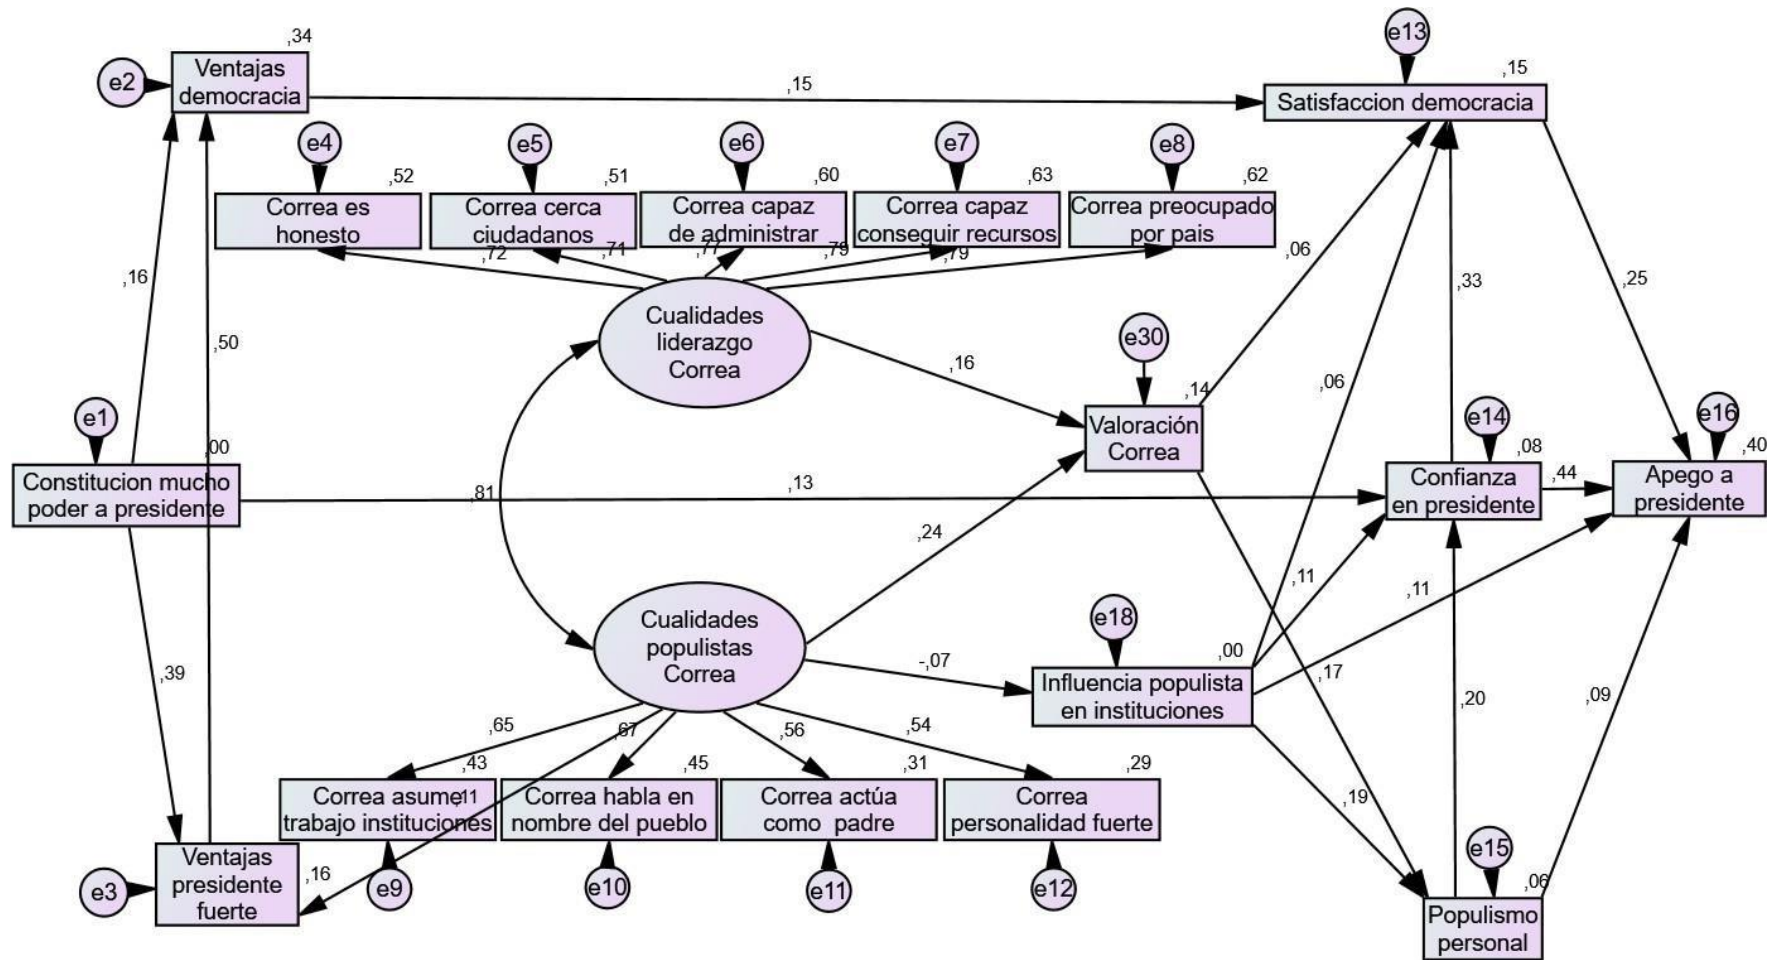 e13
,34
e2
Ventajas
democracia
,15
,15
Satisfaccion democracia
e4
e5
e6
e7
e8
,52
,51
,60
,63
,62
Correa es
honesto
Correa cerca
ciudadanos
Correa capaz
de administrar
Correa capaz
conseguir recursos
Correa preocupado
por pais
,72
,71
,77
,79
,79
,06
,16
,33
,25
Cualidades
liderazgo
Correa
,50
e30
,16
,06
,14
Valoración
Correa
e1
,00
Constitucion mucho
poder a presidente
,81
,13
e14
,08
Confianza
en presidente
,44
e16
,40
Apego a
presidente
,24
,11
,11
Cualidades
populistas
Correa
e18
-,07
,00
Influencia populista
en instituciones
,39
,17
,20
,09
,65
,67
,56
,54
,43
,45
,31
,29
Correa asume
trabajo instituciones
,11
Correa habla en
nombre del pueblo
Correa actúa
como padre
Correa
personalidad fuerte
,19
e3
Ventajas
presidente
fuerte
,16
e9
e10
e11
e12
e15
,06
Populismo
personal